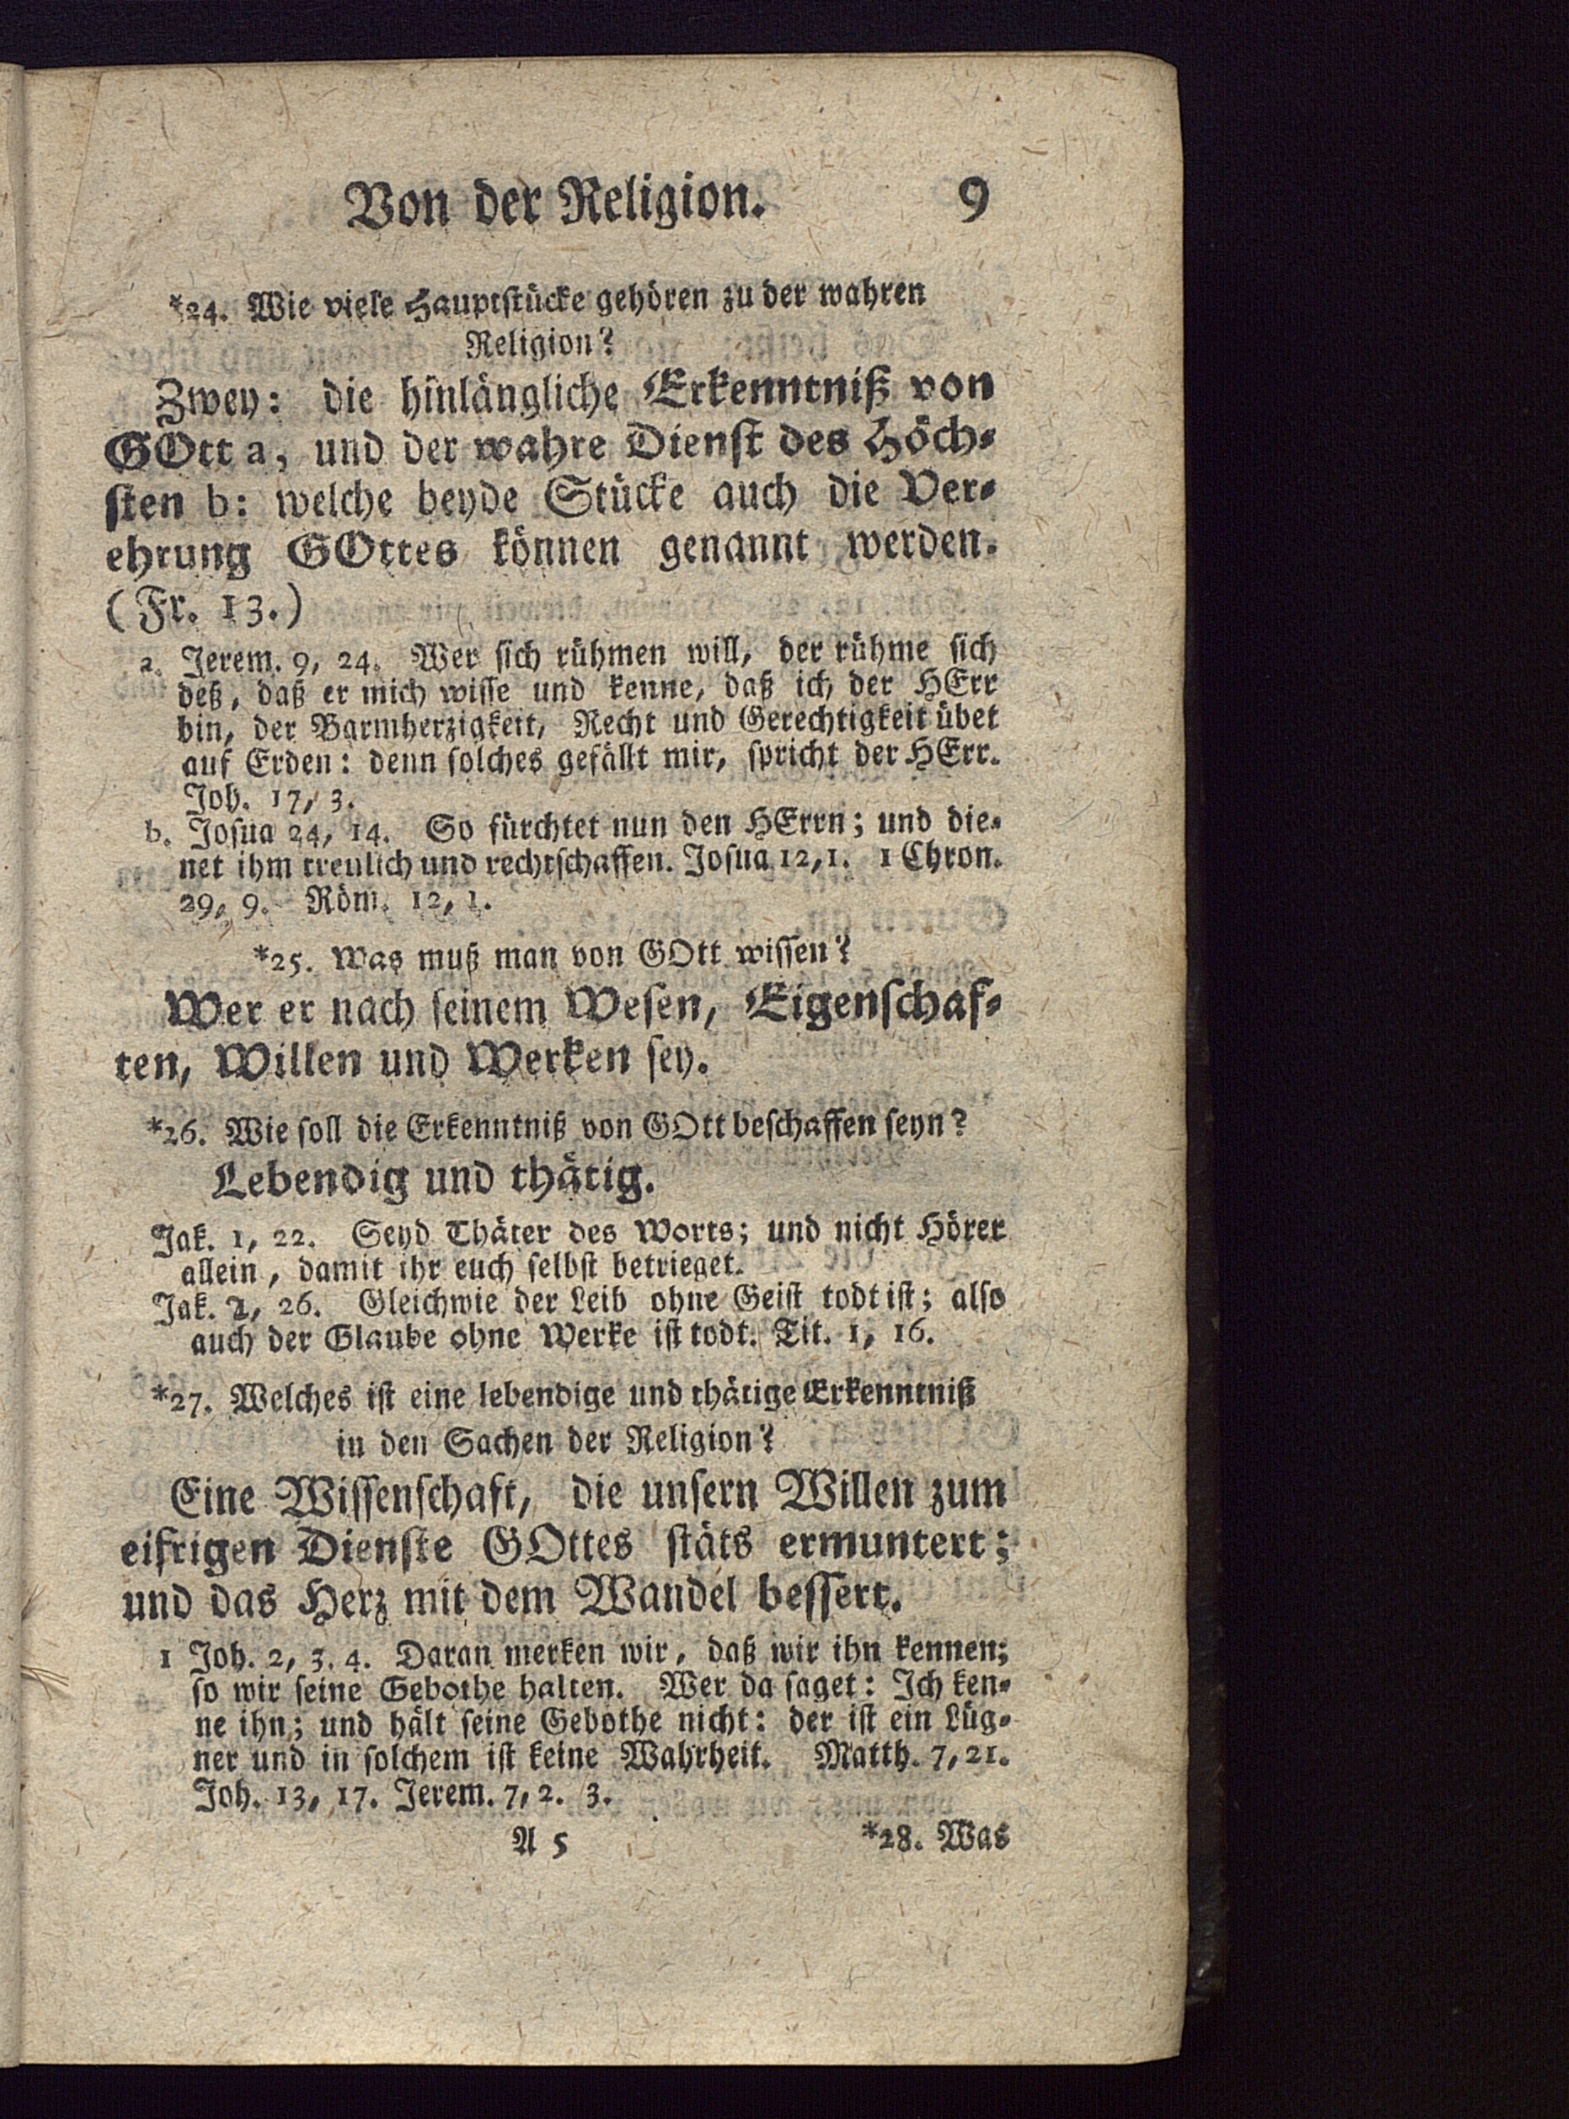 Von der Religion. 9
*24. Wie viele Hauptstücke gehören zu der wahren
Religion?
Zwey: die hinlängliche Erkenntniß von
GOtt a, und der wahre Dienst des Höch-
sten b: welche beyde Stücke auch die Ver-
ehrung GOttes können genannt werden.
(Fr. 13.)
a. Jerem. 9, 24. Wer sich rühmen will, der rühme sich
deß, daß er mich wisse und kenne, daß ich der HErr
bin, der Barmherzigkeit, Recht und Gerechtigkeit übet
auf Erden: denn solches gefällt mir, spricht der HErr.
Joh. 17, 3.
b. Josua 24, 14. So fürchtet nun den HErrn; und die-
net ihm treulich und rechtschaffen. Josua 12, 1. 1 Chron.
29, 9. Röm. 12, 1.
*25. Was muß man von GOtt wissen?
Wer er nach seinem Wesen, Eigenschaf-
ten, Willen und Werken sey.
*26. Wie soll die Erkenntniß von GOtt beschaffen seyn?
Lebendig und thätig.
Jak. 1, 22. Seyd Thäter des Worts; und nicht Hörer
allein, damit ihr euch selbst betrieget.
Jak. 2, 26. Gleichwie der Leib ohne Geist todt ist; also
auch der Glaube ohne Werke ist todt. Tit. 1, 16.
*27. Welches ist eine lebendige und thätige Erkenntniß
in den Sachen der Religion?
Eine Wissenschaft, die unsern Willen zum
eifrigen Dienste GOttes stäts ermuntert;
und das Herz mit dem Wandel bessert.
1 Joh. 2, 3. 4. Daran merken wir, daß wir ihn kennen;
so wir seine Gebothe halten. Wer da saget: Ich ken-
ne ihn; und hält seine Gebothe nicht: der ist ein Lüg-
ner und in solchem ist keine Wahrheit. Matth. 7, 21.
Joh. 13, 17. Jerem. 7, 2. 3.
A 5 *28. Was